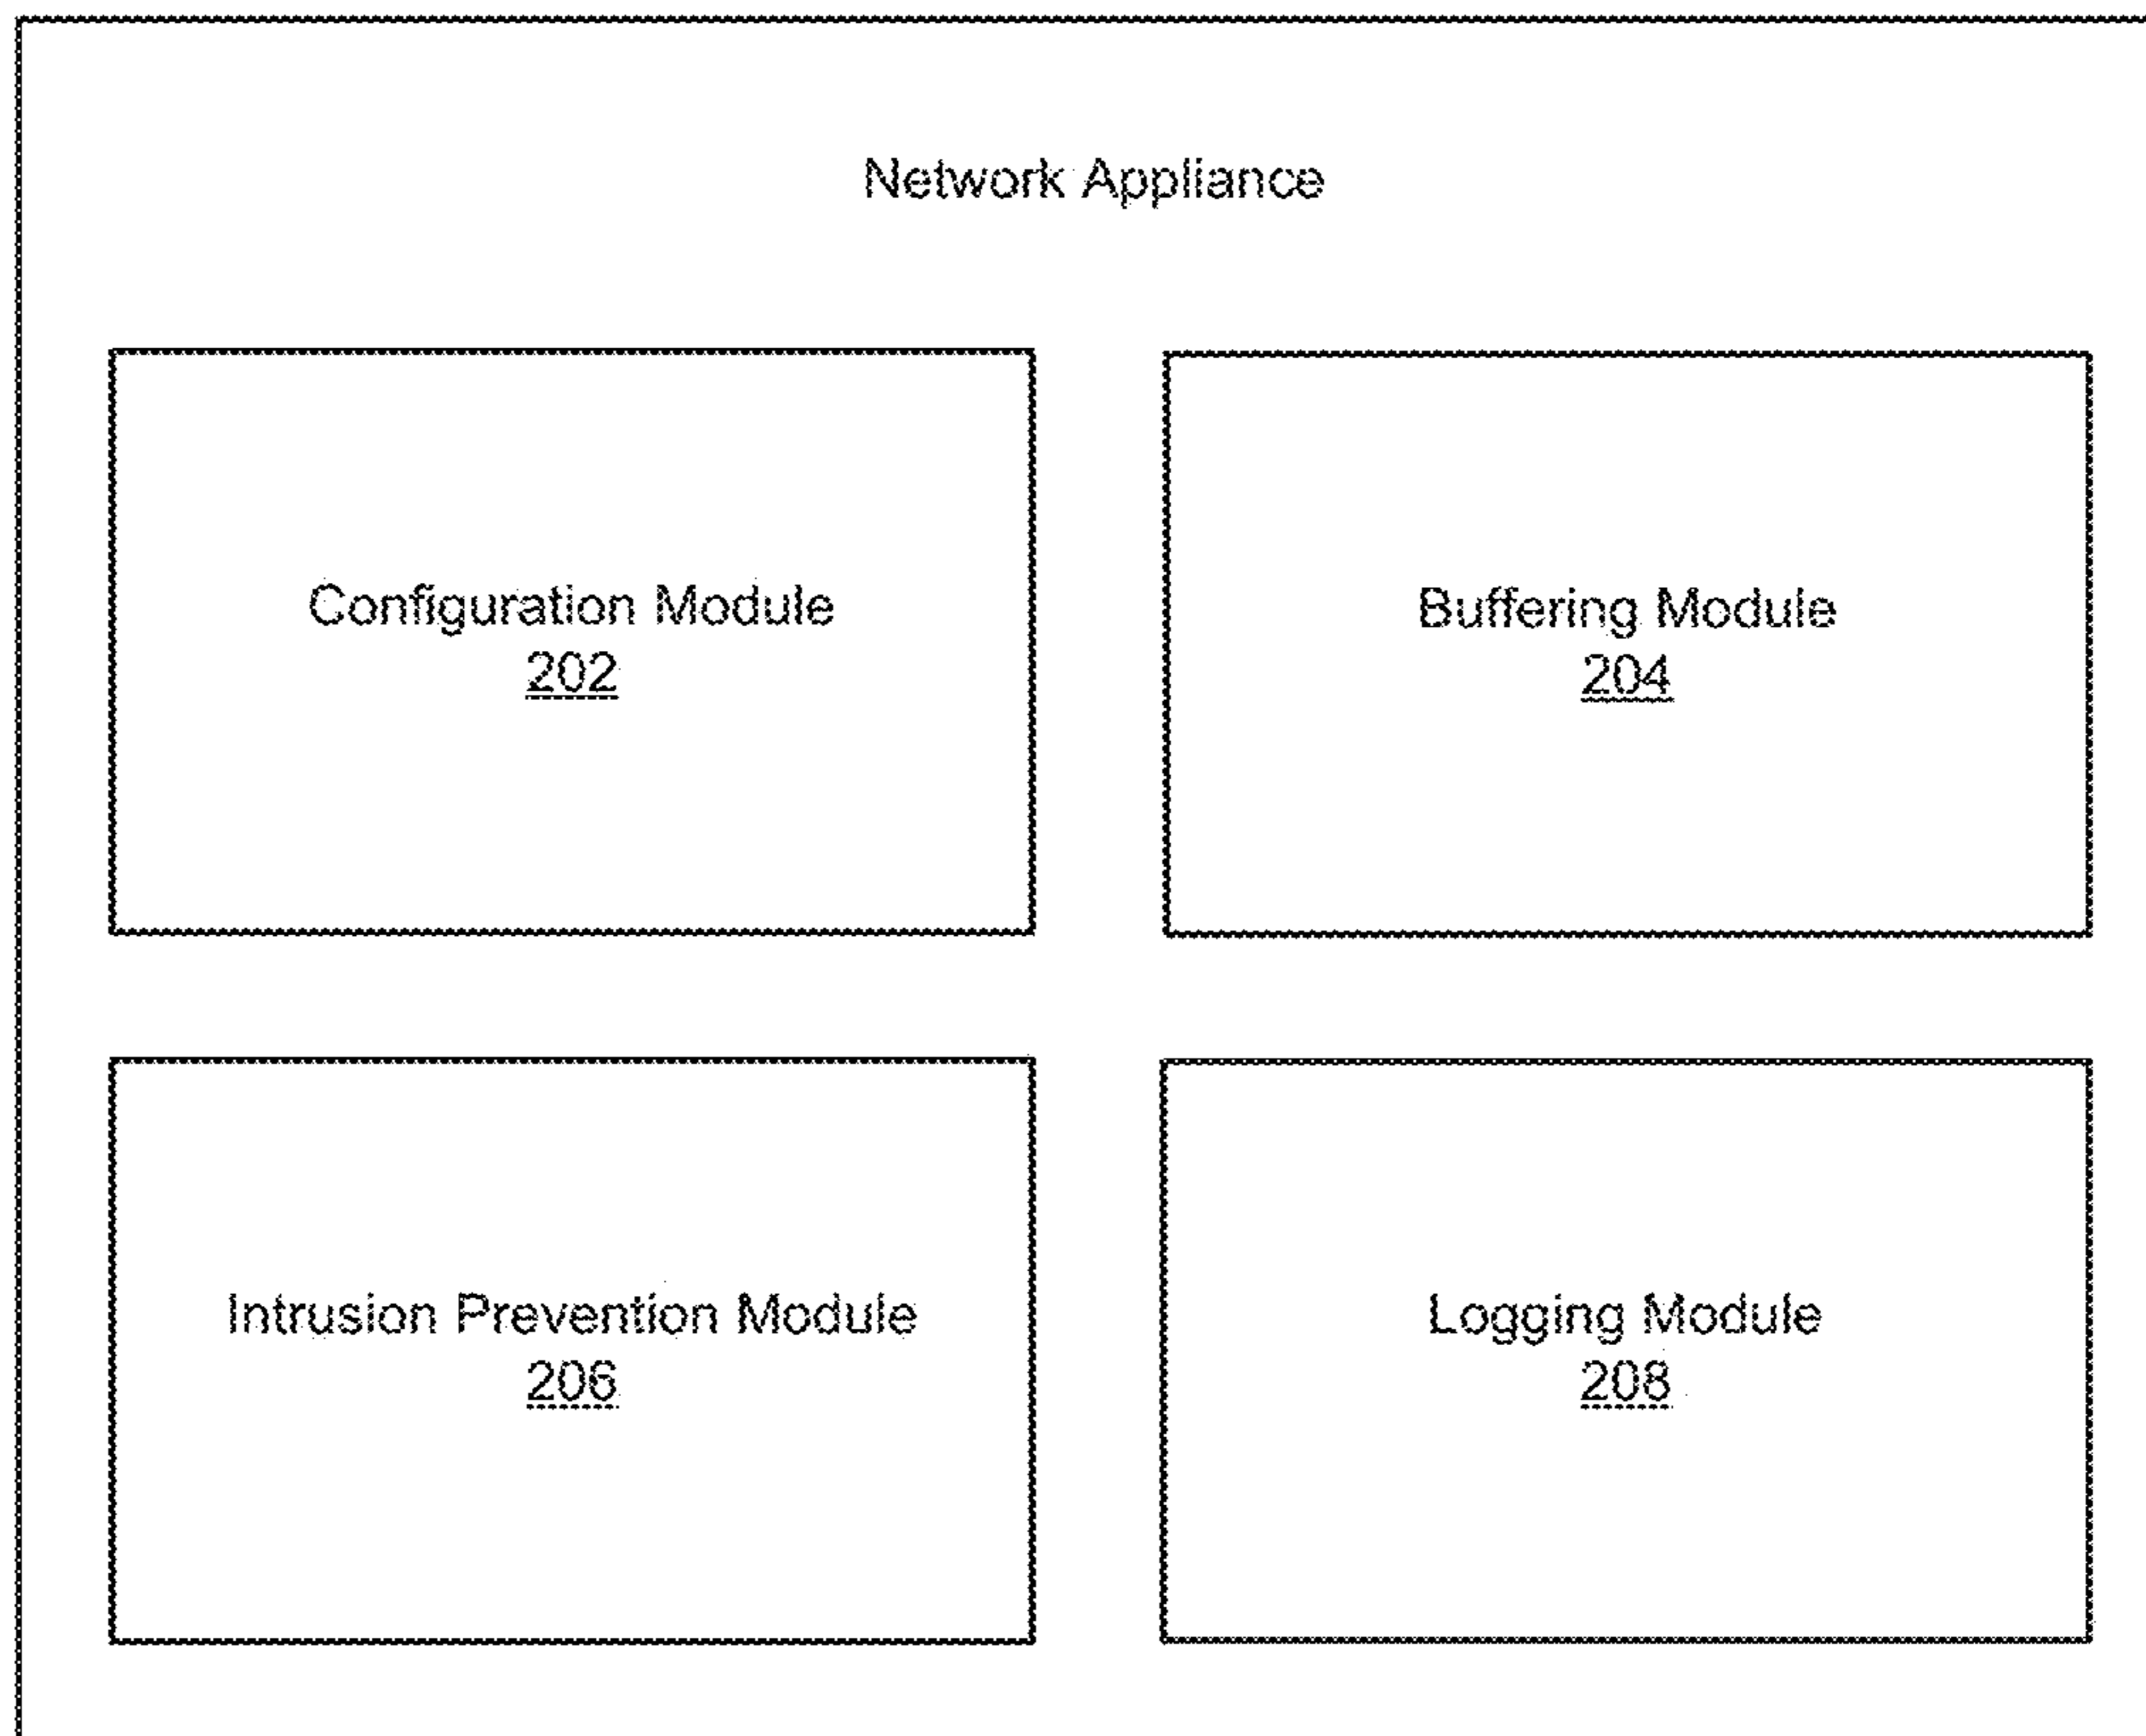 Network Appliance
Configuration Module
202
Buffering Module
204
Intrusion Prevention Module
206
Logging Module
208